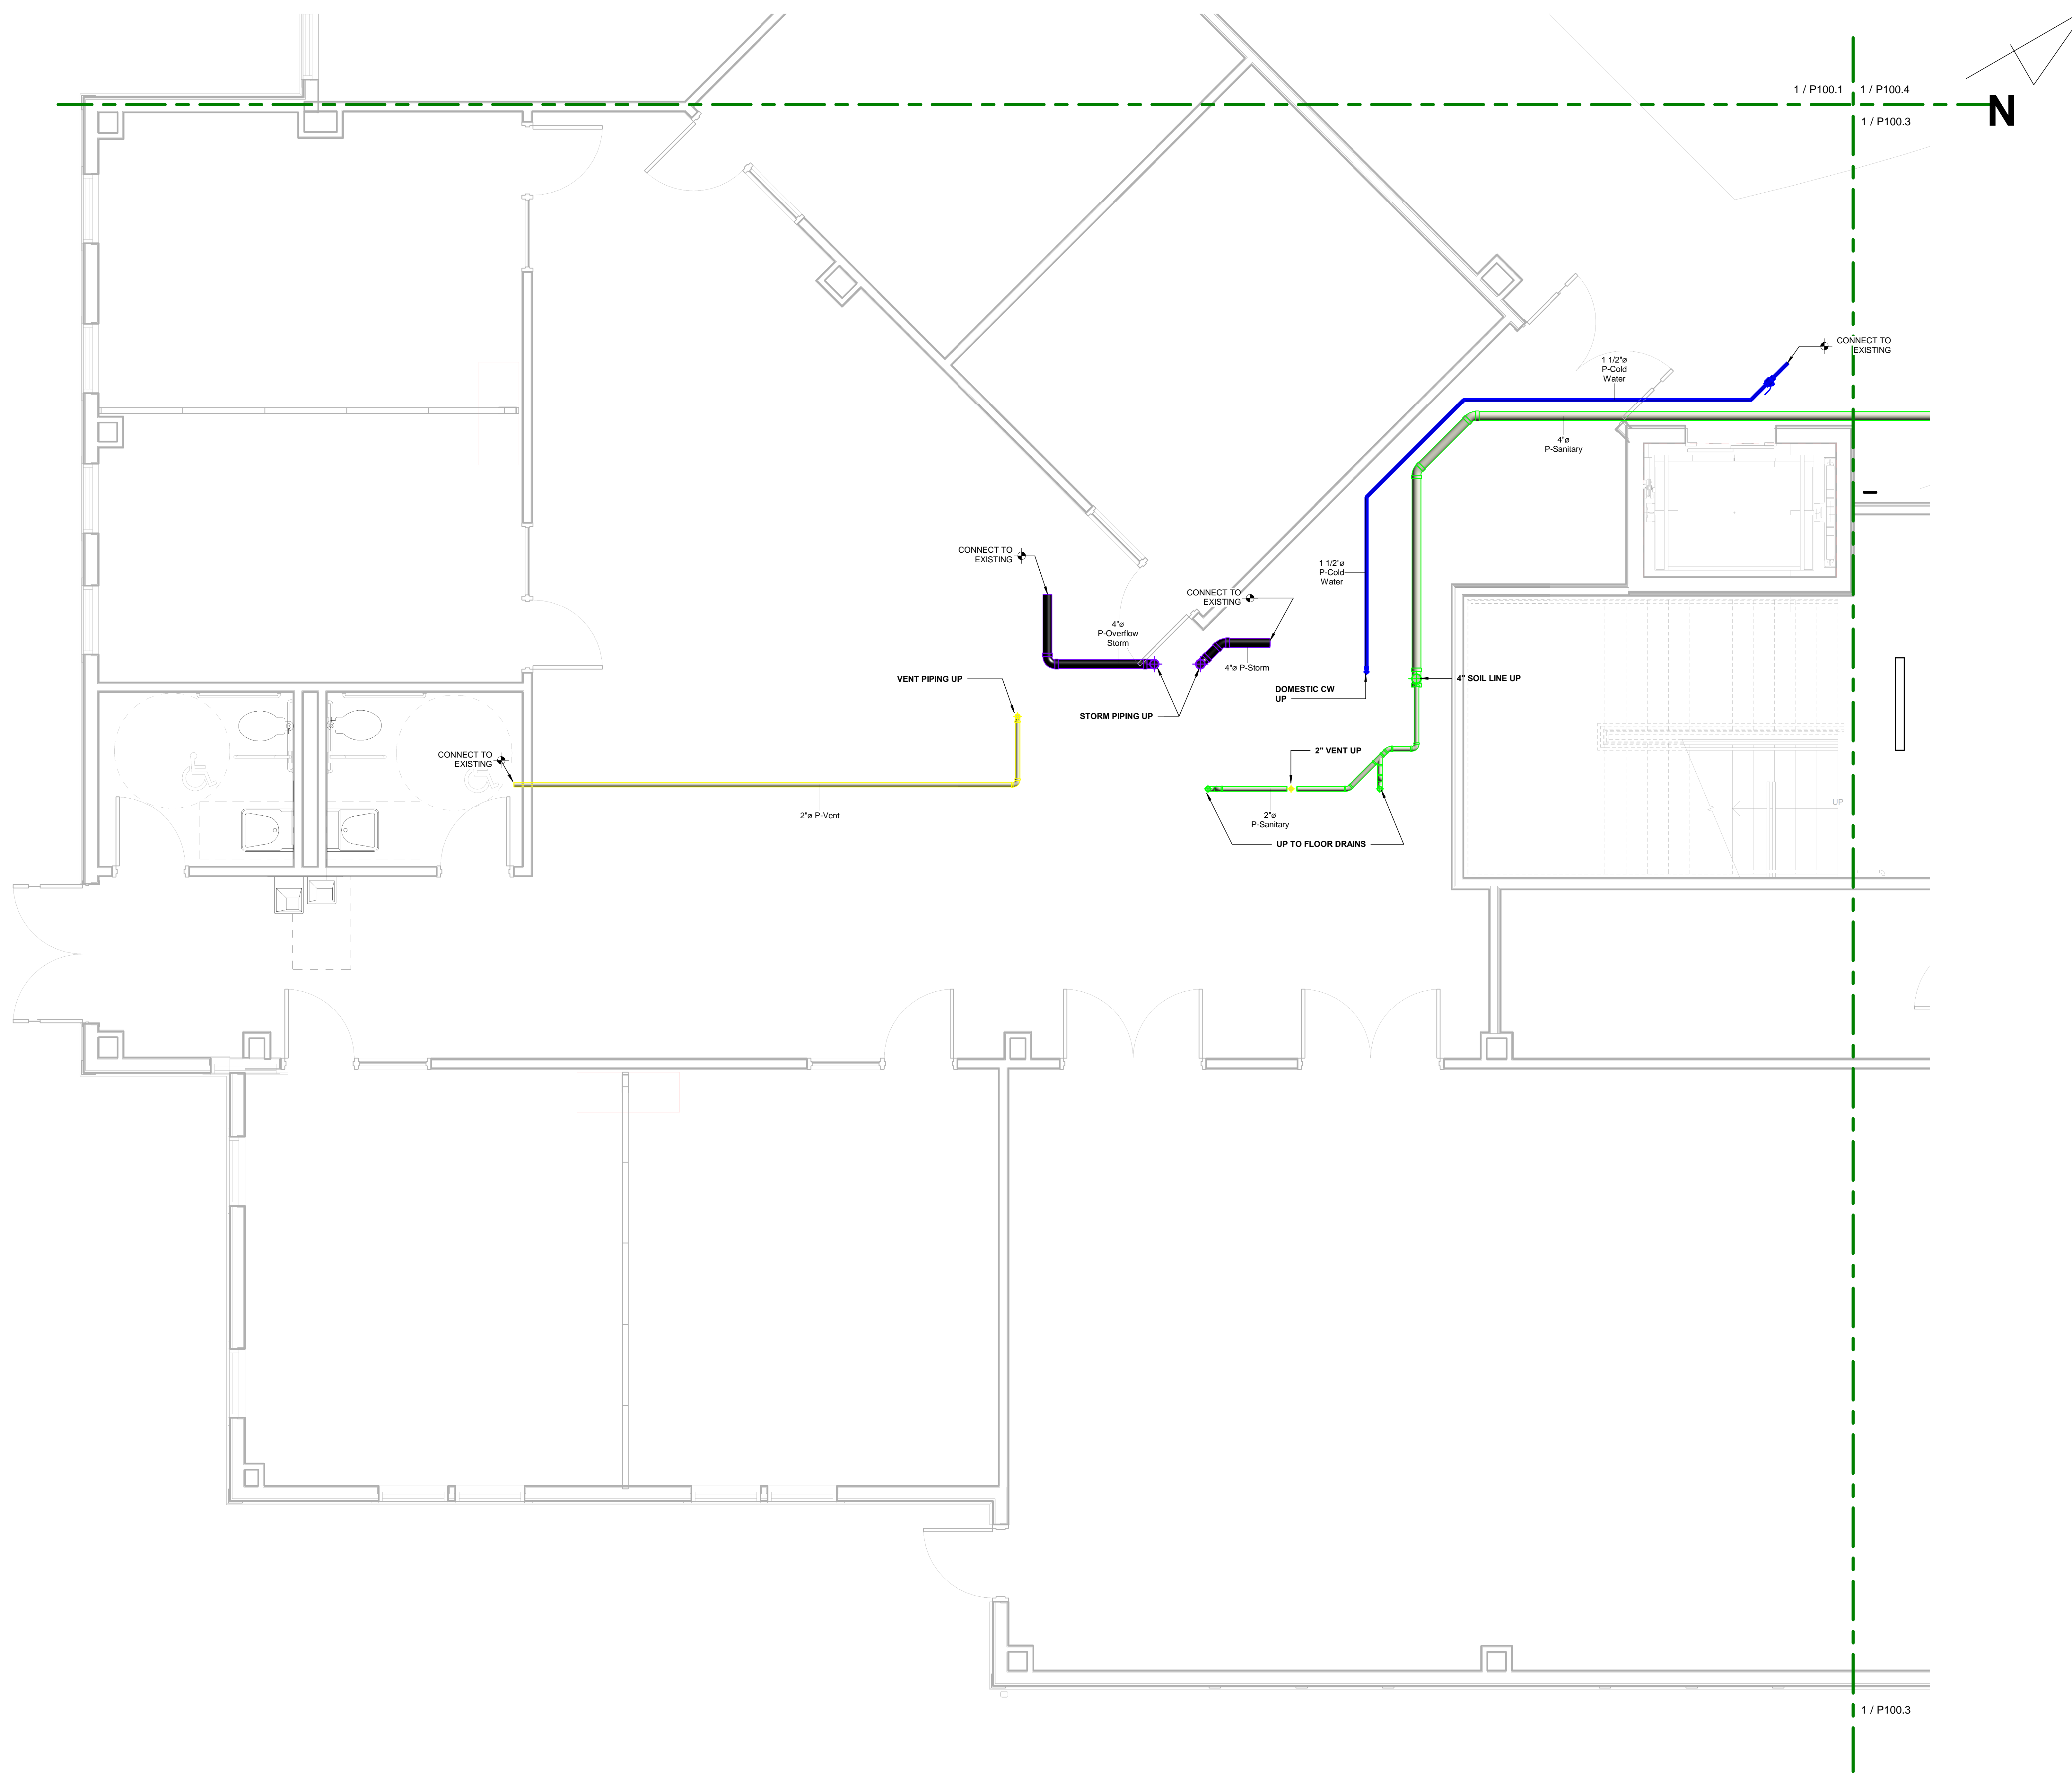 1 / P100.1
1 / P100.4
N
1 / P100.3
CONNECT TO
EXISTING
1 1/2"ø
P-Cold
Water
4"ø
P-Sanitary
CONNECT TO
EXISTING
1 1/2"ø
P-Cold
Water
CONNECT TO
EXISTING
4"ø
P-Overflow
Storm
4"ø P-Storm
VENT PIPING UP
4" SOIL LINE UP
DOMESTIC CW
UP
STORM PIPING UP
CONNECT TO
EXISTING
2" VENT UP
UP
2"ø P-Vent
2"ø
P-Sanitary
UP TO FLOOR DRAINS
1 / P100.3